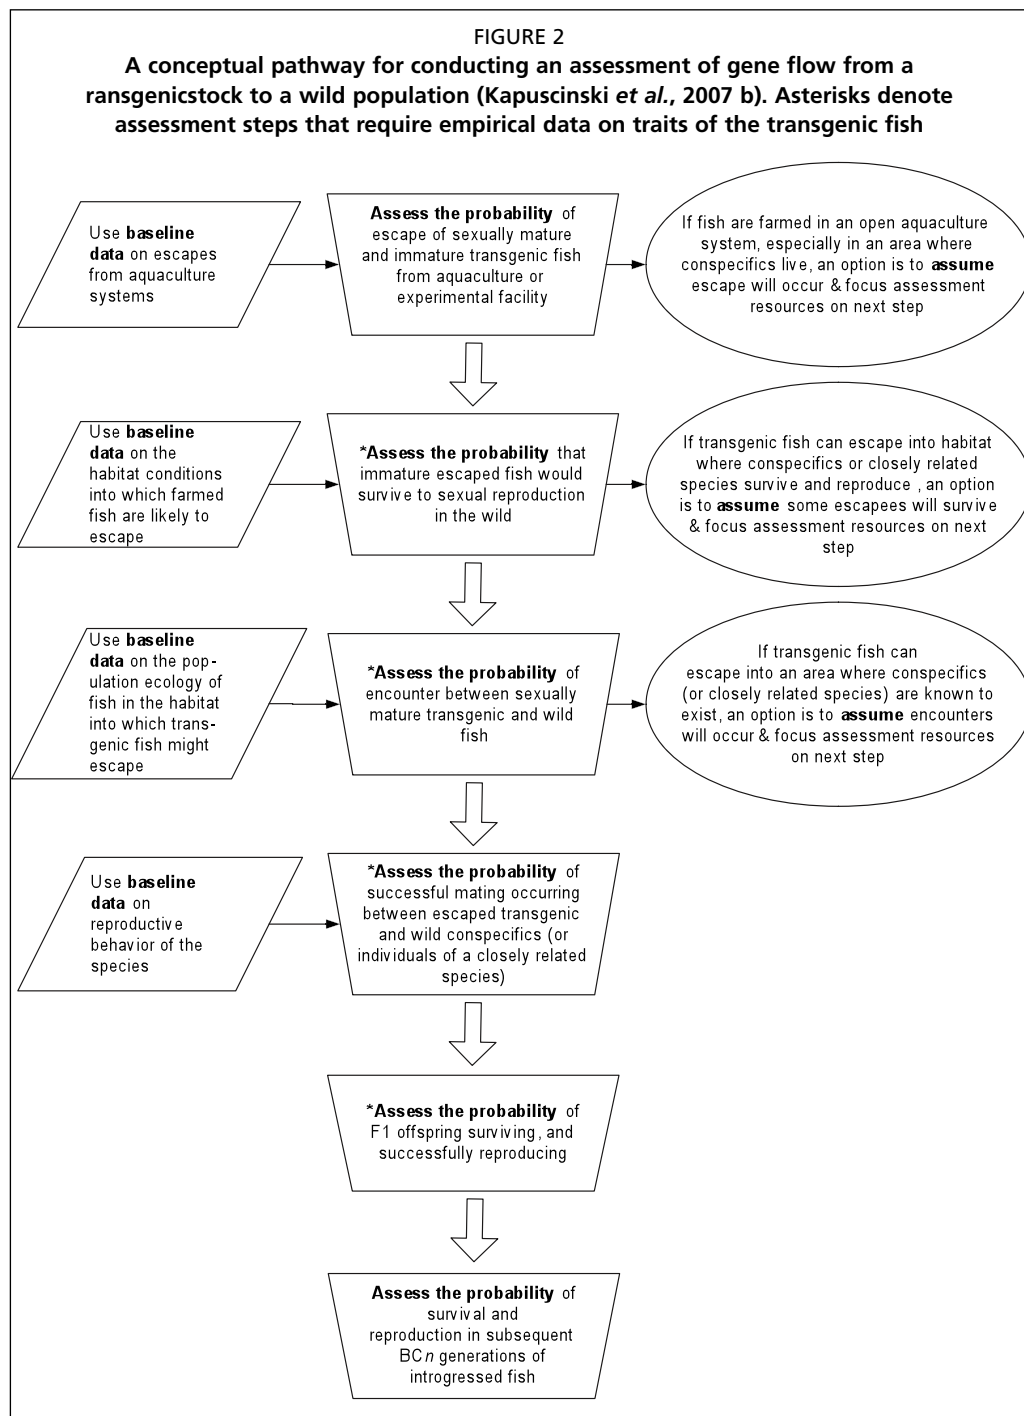 FIGURE 2
A conceptual pathway for conducting an assessment of gene flow from a
ransgenicstock to a wild population (Kapuscinski et al., 2007 b). Asterisks denote
assessment steps that require empirical data on traits of the transgenic fish
Use baseline
data on escapes
from aquaculture
systems
Assess the probability of
escape of sexually mature
and immature transgenic fish
from aquaculture or
experimental facility
If fish are farmed in an open aquaculture
system, especially in an area where
conspecifics live, an option is to assume
escape will occur & focus assessment
resources on next step
Use baseline
data on the
habitat conditions
into which farmed
fish are likely to
escape
*Assess the probability that
immature escaped fish would
survive to sexual reproduction
in the wild
If transgenic fish can escape into habitat
where conspecifics or closely related
species survive and reproduce , an option
is to assume some escapees will survive
& focus assessment resources on next
step
Use baseline
data on the pop-
ulation ecology of
fish in the habitat
into which trans-
genic fish might
escape
*Assess the probability of
encounter between sexually
mature transgenic and wild
fish
If transgenic fish can
escape into an area where conspecifics
(or closely related species) are known to
exist, an option is to assume encounters
will occur & focus assessment resources
on next step
Use baseline
data on
reproductive
behavior of the
species
*Assess the probability of
successful mating occurring
between escaped transgenic
and wild conspecifics (or
individuals of a closely related
species)
*Assess the probability of
F1 offspring surviving, and
successfully reproducing
Assess the probability of
survival and
reproduction in subsequent
BCn generations of
introgressed fish